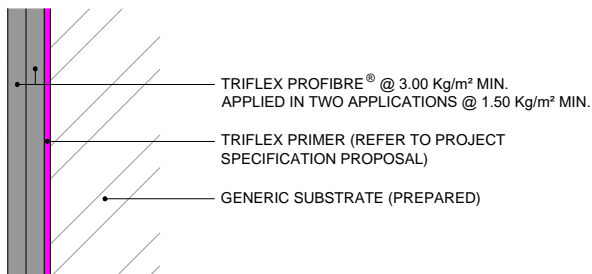 TRIFLEX PROFIBRE® @ 3.00 Kg/m² MIN.
APPLIED IN TWO APPLICATIONS @ 1.50 Kg/m² MIN.
TRIFLEX PRIMER (REFER TO PROJECT
SPECIFICATION PROPOSAL)
GENERIC SUBSTRATE (PREPARED)